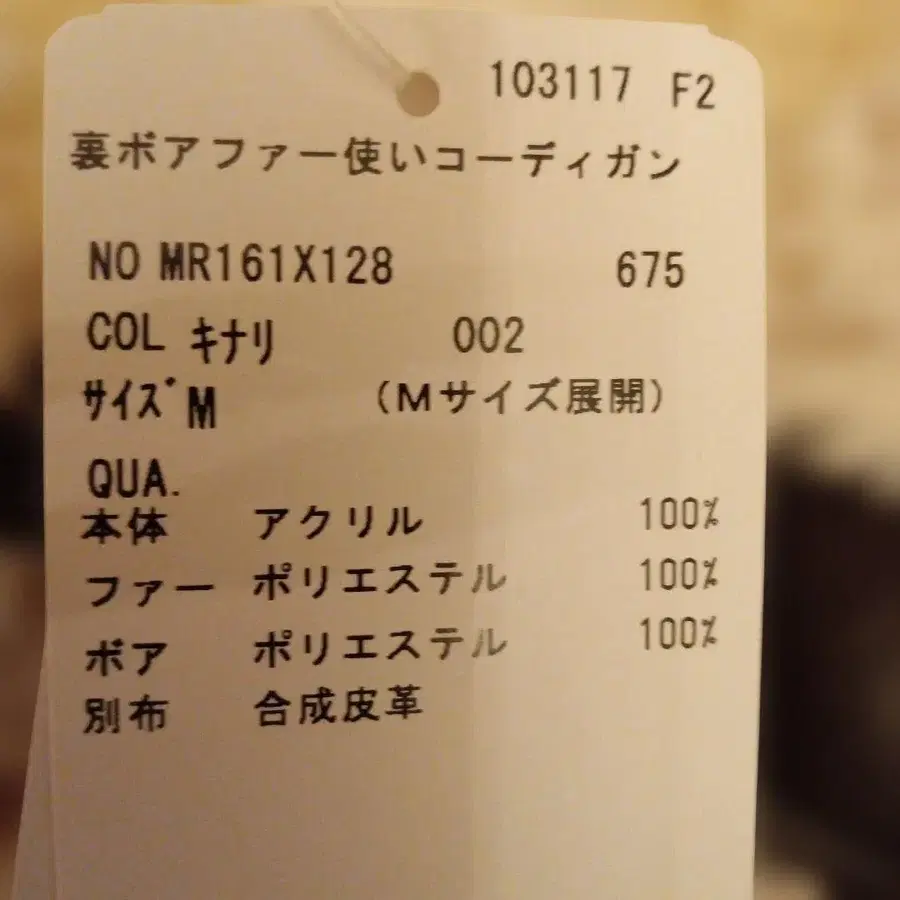 103117 F2
裏ボアファー使いコーディガン
NO MR161X128 675
COL キナリ 002
サイズ M (Mサイズ展開)
QUA.
本体 アクリル 100%
ファー ポリエステル 100%
ボア ポリエステル 100%
別布 合成皮革